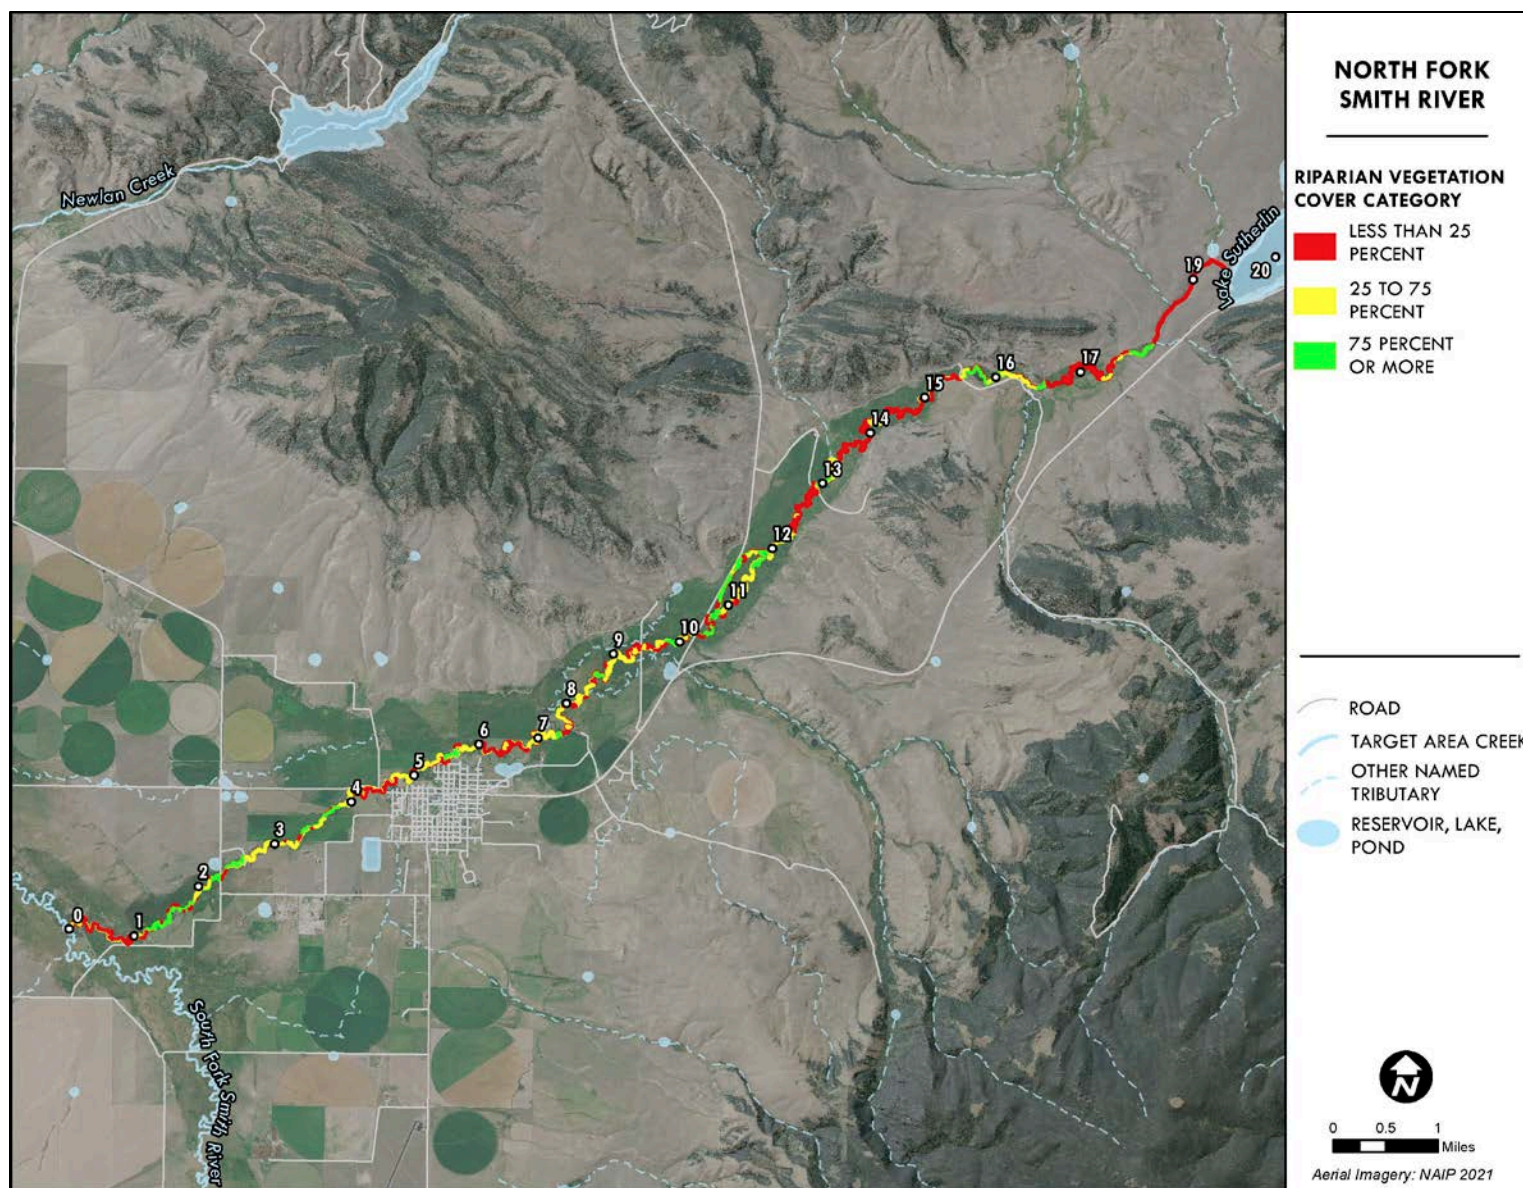 NORTH FORK
SMITH RIVER
RIPARIAN VEGETATION
COVER CATEGORY
LESS THAN 25
PERCENT
25 TO 75
PERCENT
75 PERCENT
OR MORE
ROAD
TARGET AREA CREEK
OTHER NAMED
TRIBUTARY
RESERVOIR, LAKE,
POND
N
0 0.5 1
Miles
Aerial Imagery: NAIP 2021
Newlan Creek
Lake Sutherlin
South Fork Smith River
0
1
2
3
4
5
6
7
8
9
10
11
12
13
14
15
16
17
19
20